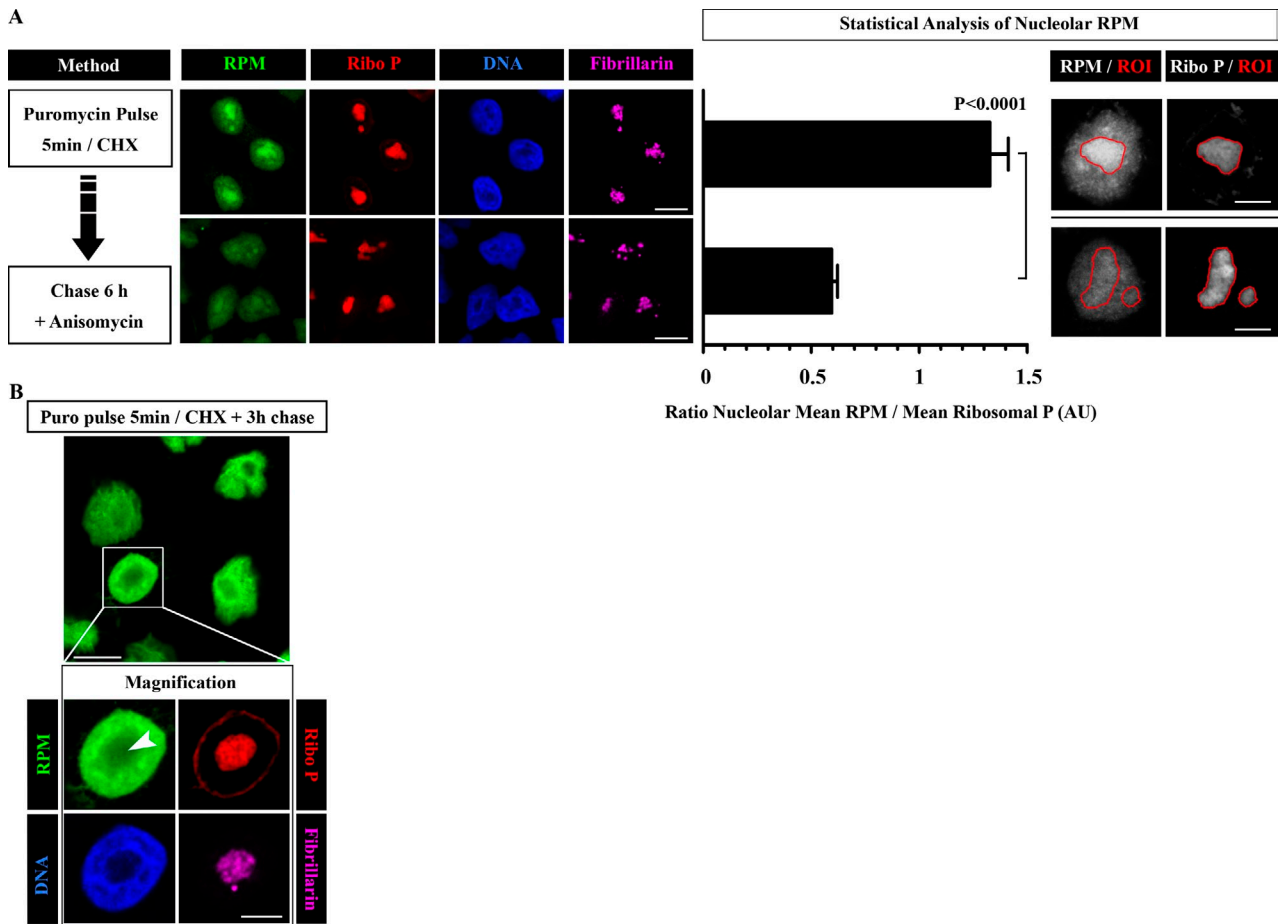 A
Statistical Analysis of Nucleolar RPM
Method
RPM
Ribo P
DNA
Fibrillarin
RPM / ROI
Ribo P / ROI
Puromycin Pulse
5min / CHX
P<0.0001
Chase 6 h
+ Anisomycin
0
0.5
1
1.5
Ratio Nucleolar Mean RPM / Mean Ribosomal P (AU)
B
Puro pulse 5min / CHX + 3h chase
Magnification
RPM
Ribo P
DNA
Fibrillarin